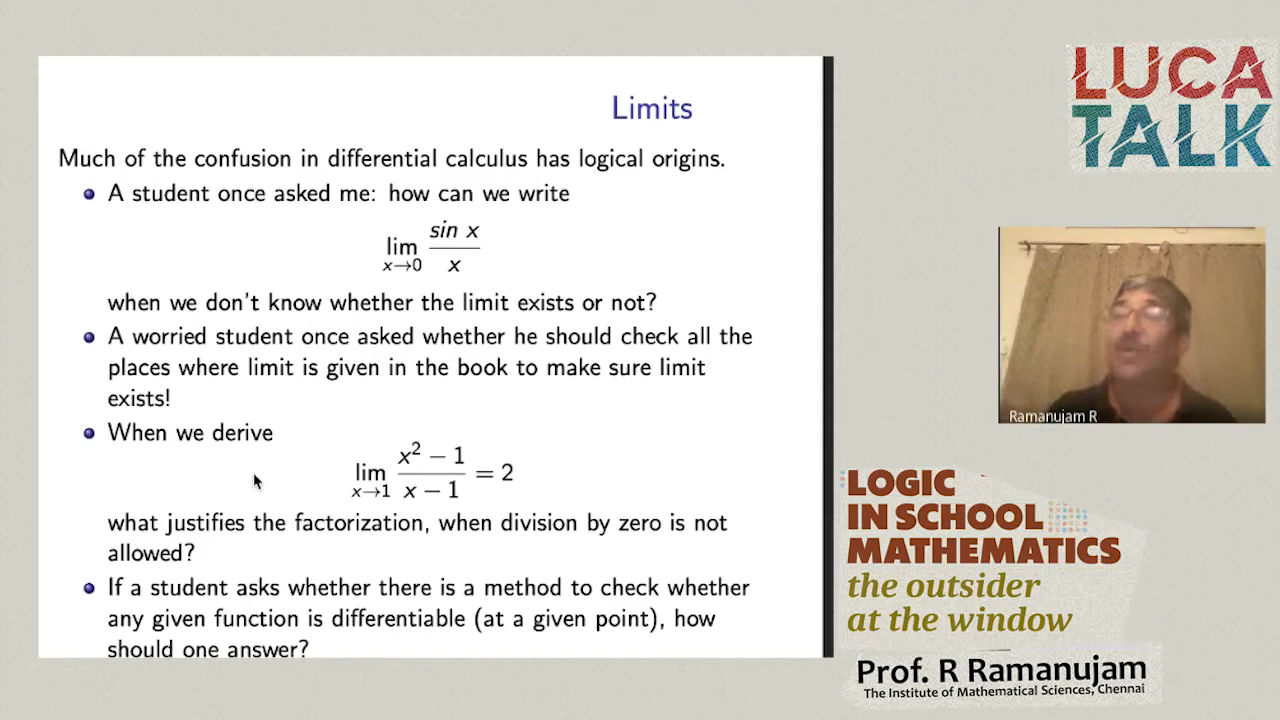 Limits
Much of the confusion in differential calculus has logical origins.
A student once asked me: how can we write
lim x→0 sin x / x
when we don't know whether the limit exists or not?
A worried student once asked whether he should check all the
places where limit is given in the book to make sure limit
exists!
When we derive
lim x→1 x² − 1 / x − 1 = 2
what justifies the factorization, when division by zero is not
allowed?
If a student asks whether there is a method to check whether
any given function is differentiable (at a given point), how
should one answer?
LUCA
TALK
Ramanujam R
LOGIC
IN SCHOOL
MATHEMATICS
the outsider
at the window
Prof. R Ramanujam
The Institute of Mathematical Sciences, Chennai